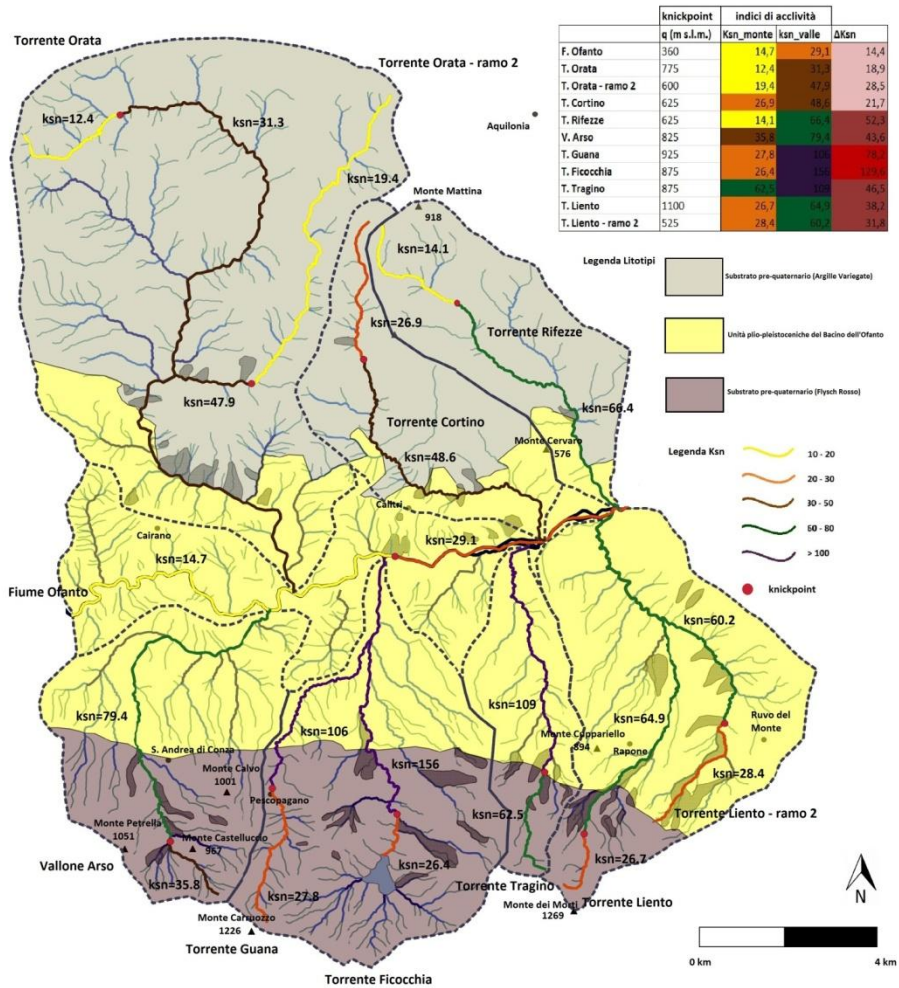 knickpoint indici di acclività
q (m s.l.m.) Ksn_monte ksn_valle ΔKsn
F. Ofanto 360 14,7 29,1 14,4
T. Orata 775 12,4 31,3 18,9
T. Orata - ramo 2 600 19,4 47,9 28,5
T. Cortino 625 26,9 48,6 21,7
T. Rifezze 625 14,1 66,4 52,3
V. Arso 825 35,8 79,4 43,6
T. Guana 925 27,8 106 78,2
T. Ficocchia 875 26,4 156 129,6
T. Tragino 875 62,5 109 46,5
T. Liento 1100 26,7 64,9 38,2
T. Liento - ramo 2 525 28,4 60,2 31,8
Torrente Orata
Torrente Orata - ramo 2
ksn=12.4
ksn=31.3
Aquilonia
ksn=19.4
Monte Mattina
918
ksn=14.1
Legenda Litotipi
Substrato pre-quaternario (Argille Variegate)
Unità plio-pleistoceniche del Bacino dell'Ofanto
Substrato pre-quaternario (Flysch Rosso)
ksn=26.9
Torrente Rifezze
ksn=47.9
ksn=66.4
Torrente Cortino
Monte Cervaro
576
ksn=48.6
Legenda Ksn
10 - 20
20 - 30
30 - 50
60 - 80
> 100
knickpoint
Calitri
Cairano
ksn=29.1
ksn=14.7
Fiume Ofanto
ksn=60.2
ksn=79.4
ksn=106
ksn=109
ksn=64.9
Ruvo del
Monte
Monte Cuppariello
894
Rapone
S. Andrea di Conza
Monte Calvo
1001
ksn=156
ksn=28.4
Pescopagano
Monte Petrella
1051
Monte Castelluccio
967
ksn=62.5
Torrente Liento - ramo 2
Vallone Arso
ksn=35.8
ksn=26.4
ksn=26.7
ksn=27.8
Torrente Tragino
Torrente Liento
Monte dei Morti
1269
Monte Carruozzo
1226
Torrente Guana
Torrente Ficocchia
N
0 km 4 km